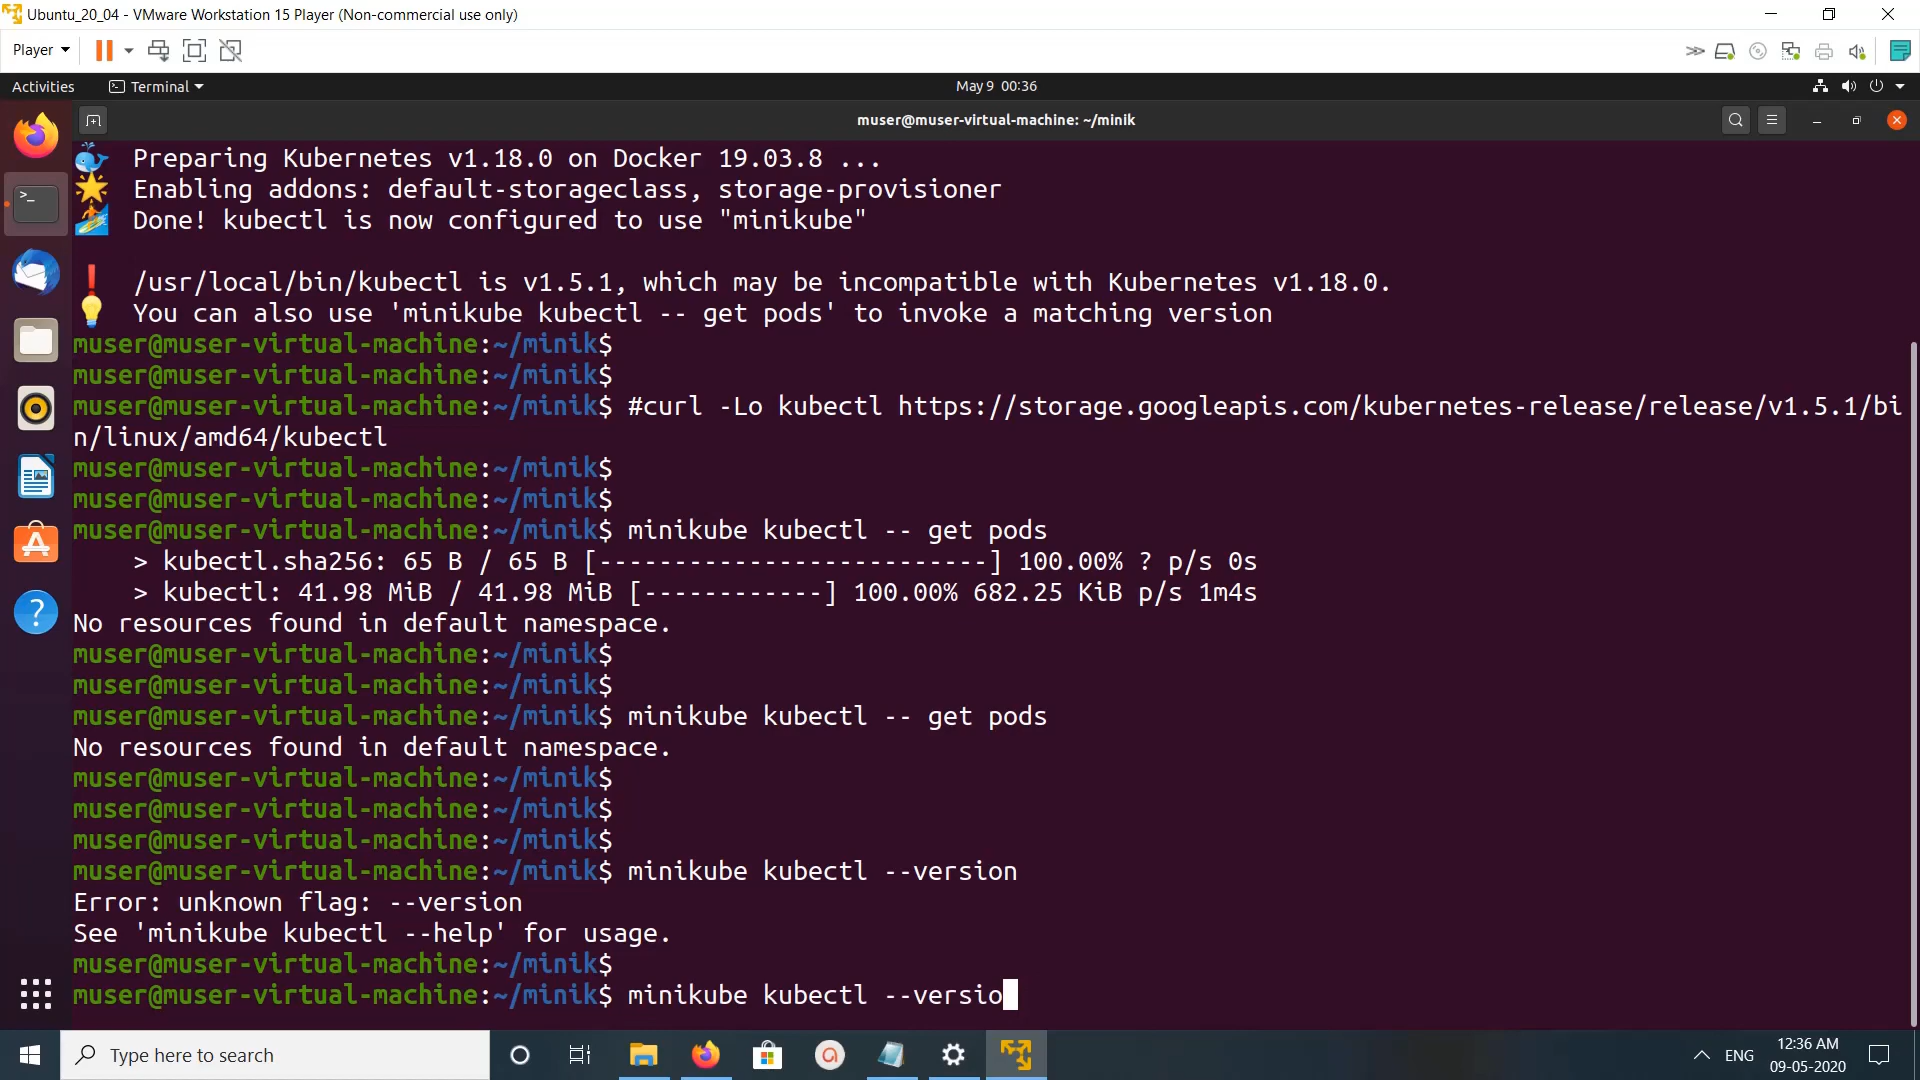 Ubuntu_20_04 - VMware Workstation 15 Player (Non-commercial use only)
Player
Activities Terminal May 9 00:36
muser@muser-virtual-machine: ~/minik
Preparing Kubernetes v1.18.0 on Docker 19.03.8 ...
Enabling addons: default-storageclass, storage-provisioner
Done! kubectl is now configured to use "minikube"
/usr/local/bin/kubectl is v1.5.1, which may be incompatible with Kubernetes v1.18.0.
You can also use 'minikube kubectl -- get pods' to invoke a matching version
muser@muser-virtual-machine:~/minik$
muser@muser-virtual-machine:~/minik$
muser@muser-virtual-machine:~/minik$ #curl -Lo kubectl https://storage.googleapis.com/kubernetes-release/release/v1.5.1/bi
n/linux/amd64/kubectl
muser@muser-virtual-machine:~/minik$
muser@muser-virtual-machine:~/minik$
muser@muser-virtual-machine:~/minik$ minikube kubectl -- get pods
> kubectl.sha256: 65 B / 65 B [--------------------------] 100.00% ? p/s 0s
> kubectl: 41.98 MiB / 41.98 MiB [------------] 100.00% 682.25 KiB p/s 1m4s
No resources found in default namespace.
muser@muser-virtual-machine:~/minik$
muser@muser-virtual-machine:~/minik$
muser@muser-virtual-machine:~/minik$ minikube kubectl -- get pods
No resources found in default namespace.
muser@muser-virtual-machine:~/minik$
muser@muser-virtual-machine:~/minik$
muser@muser-virtual-machine:~/minik$
muser@muser-virtual-machine:~/minik$ minikube kubectl --version
Error: unknown flag: --version
See 'minikube kubectl --help' for usage.
muser@muser-virtual-machine:~/minik$
muser@muser-virtual-machine:~/minik$ minikube kubectl --versio
Type here to search
ENG
12:36 AM
09-05-2020